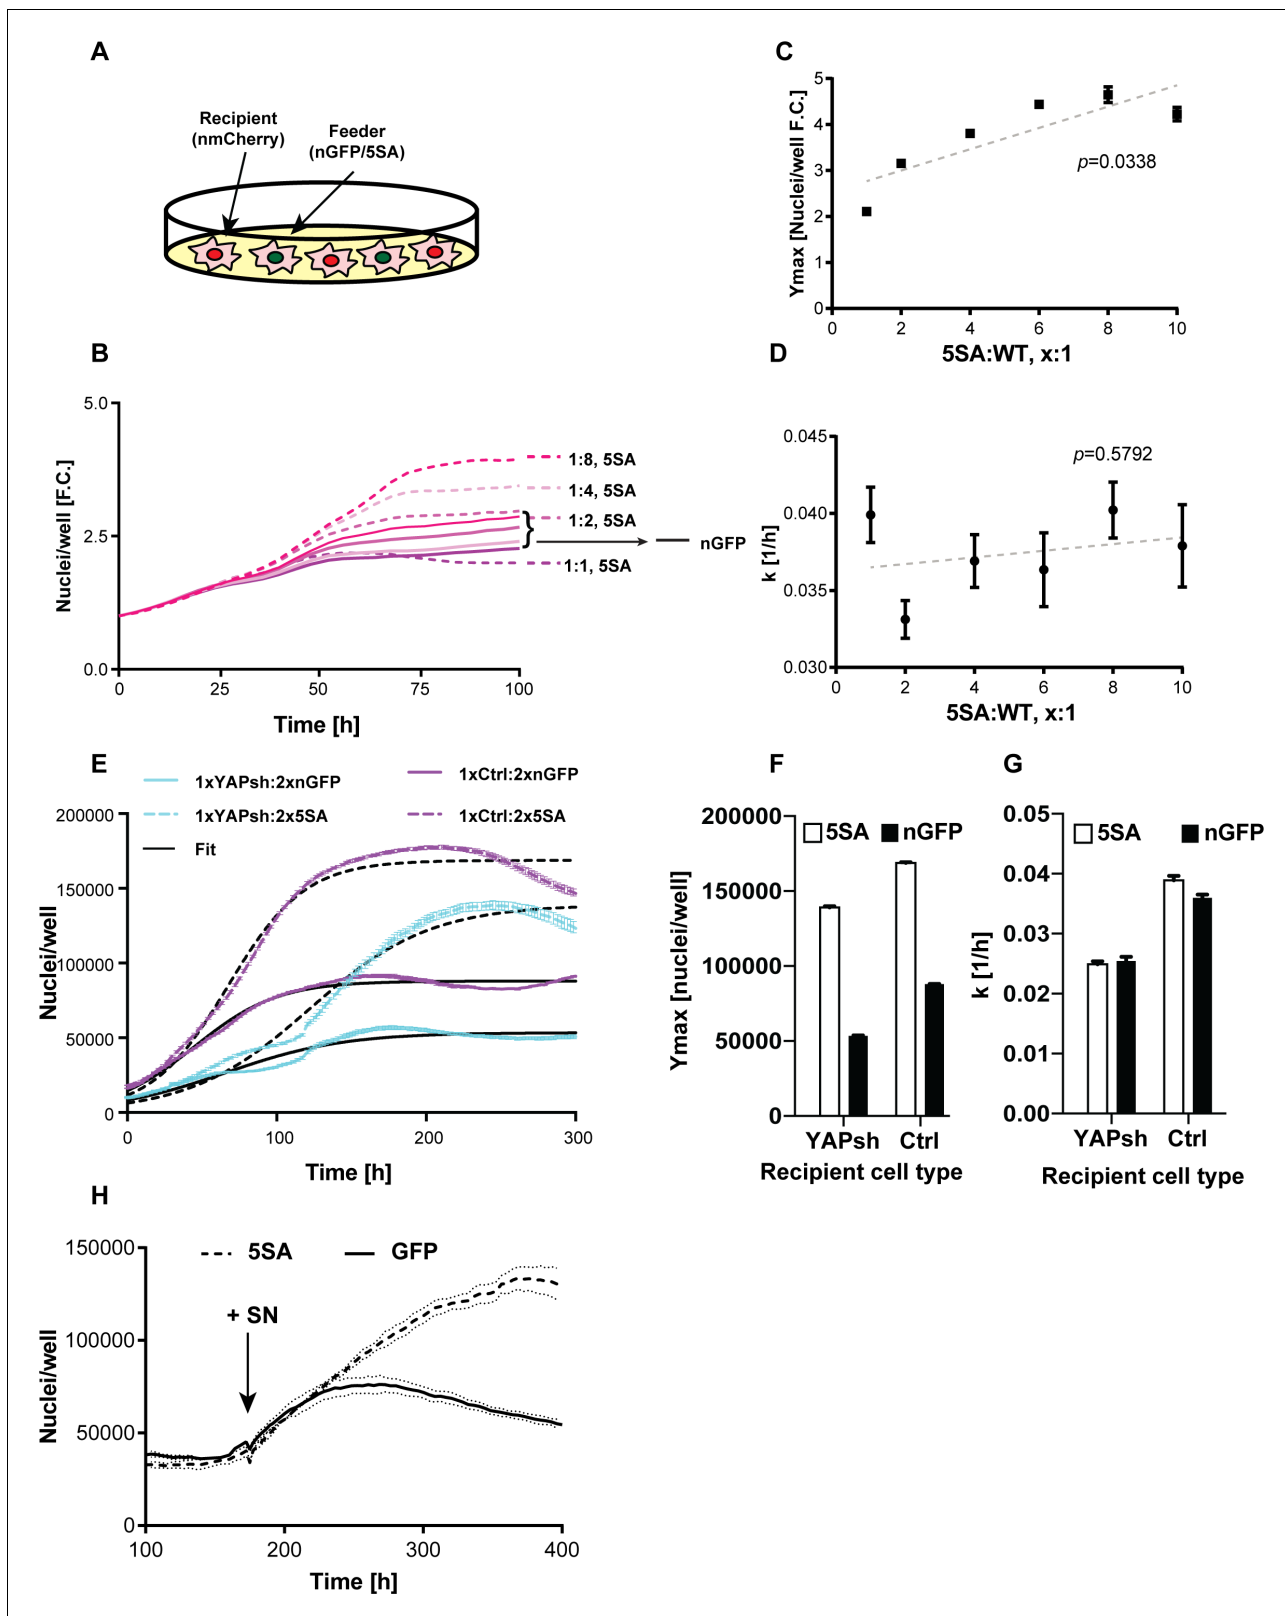 A
Recipient
(nmCherry)
Feeder
(nGFP/5SA)
C
Ymax [Nuclei/well F.C.]
5
4
3
2
1
0
p=0.0338
0 2 4 6 8 10
5SA:WT, x:1
B
Nuclei/well [F.C.]
5.0
2.5
0.0
1:8, 5SA
1:4, 5SA
1:2, 5SA
nGFP
1:1, 5SA
0 25 50 75 100
Time [h]
D
k [1/h]
0.045
0.040
0.035
0.030
p=0.5792
0 2 4 6 8 10
5SA:WT, x:1
E
1xYAPsh:2xnGFP
1xCtrl:2xnGFP
1xYAPsh:2x5SA
1xCtrl:2x5SA
Fit
Nuclei/well
200000
150000
100000
50000
0
0 100 200 300
Time [h]
F
Ymax [nuclei/well]
200000
150000
100000
50000
0
5SA nGFP
YAPsh Ctrl
Recipient cell type
G
k [1/h]
0.05
0.04
0.03
0.02
0.01
0.00
5SA nGFP
YAPsh Ctrl
Recipient cell type
H
Nuclei/well
150000
100000
50000
0
5SA GFP
+ SN
100 200 300 400
Time [h]